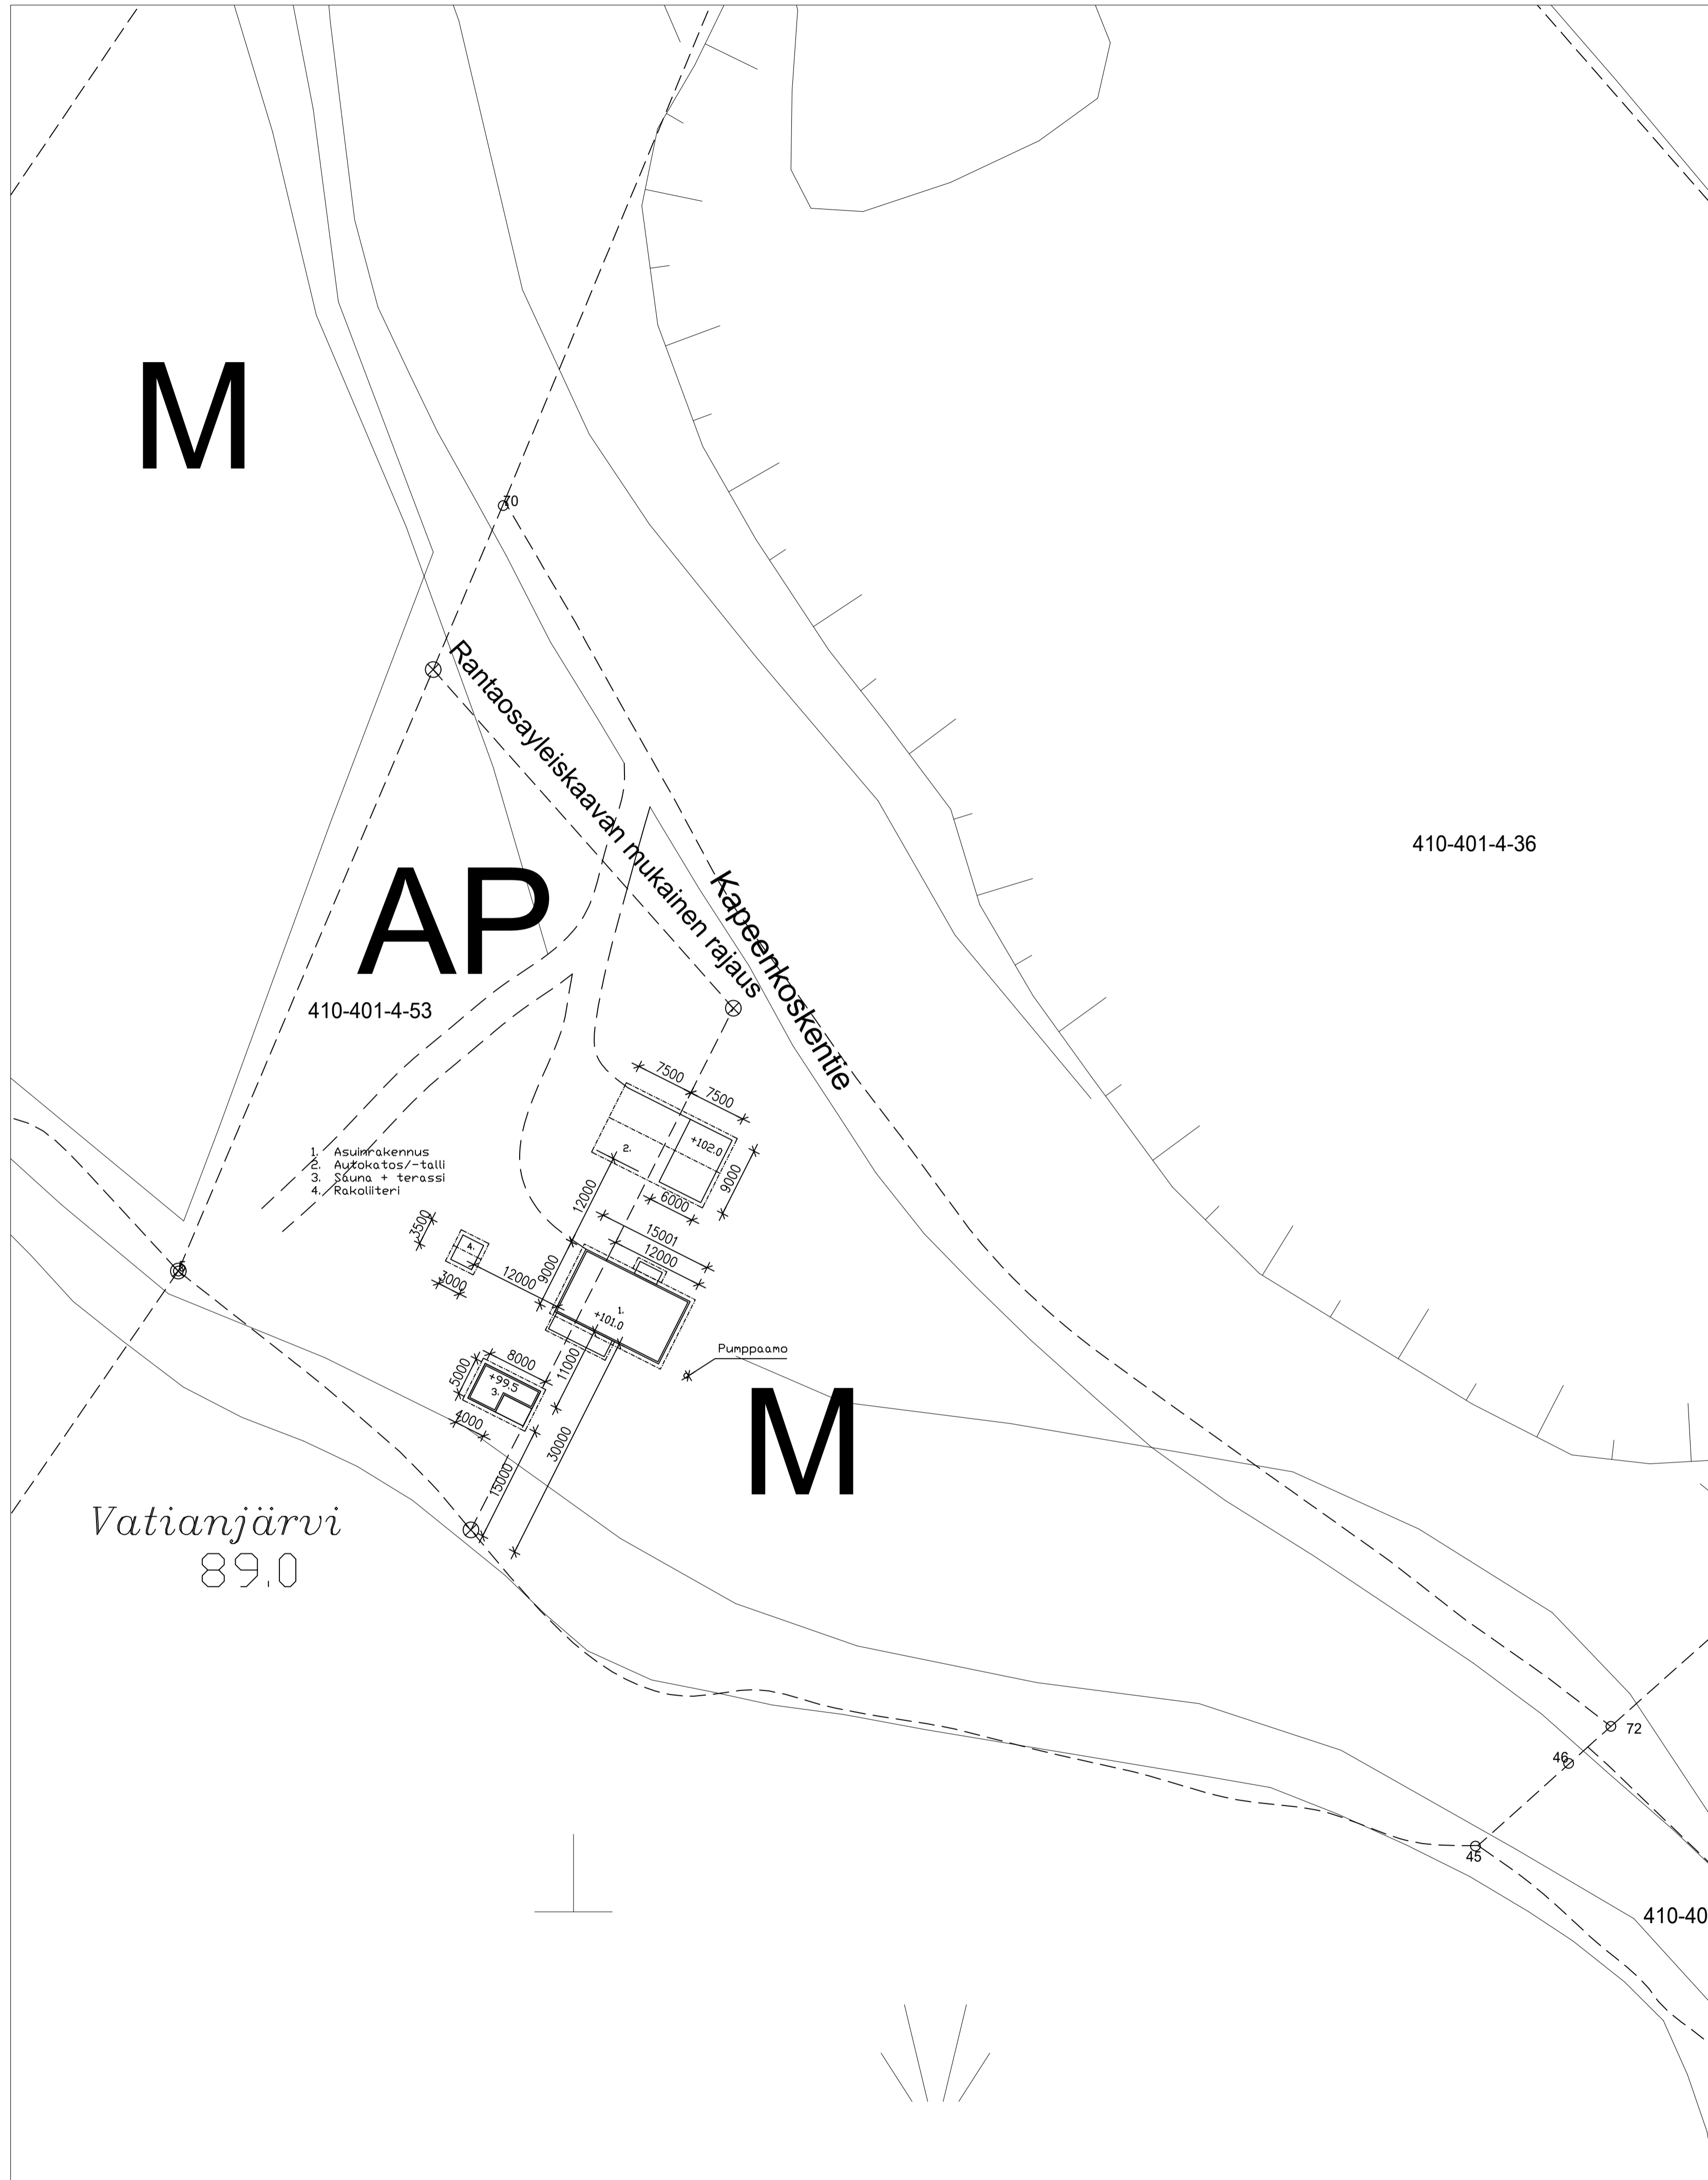 M
70
Rantaosayleiskaavan mukainen rajaus
Kapeenkoskentie
410-401-4-36
AP
410-401-4-53
7500
7500
+102.0
2.
9000
6000
12000
1. Asuinrakennus
2. Autokatos/-talli
3. Sauna + terassi
4. Rakoliiteri
3500
4.
3000
12000
9000
15001
12000
1.
+101.0
Pumppaamo
11000
8000
5000
+99.5
3.
4000
30000
15000
M
Vatianjärvi
89.0
72
46
45
410-40